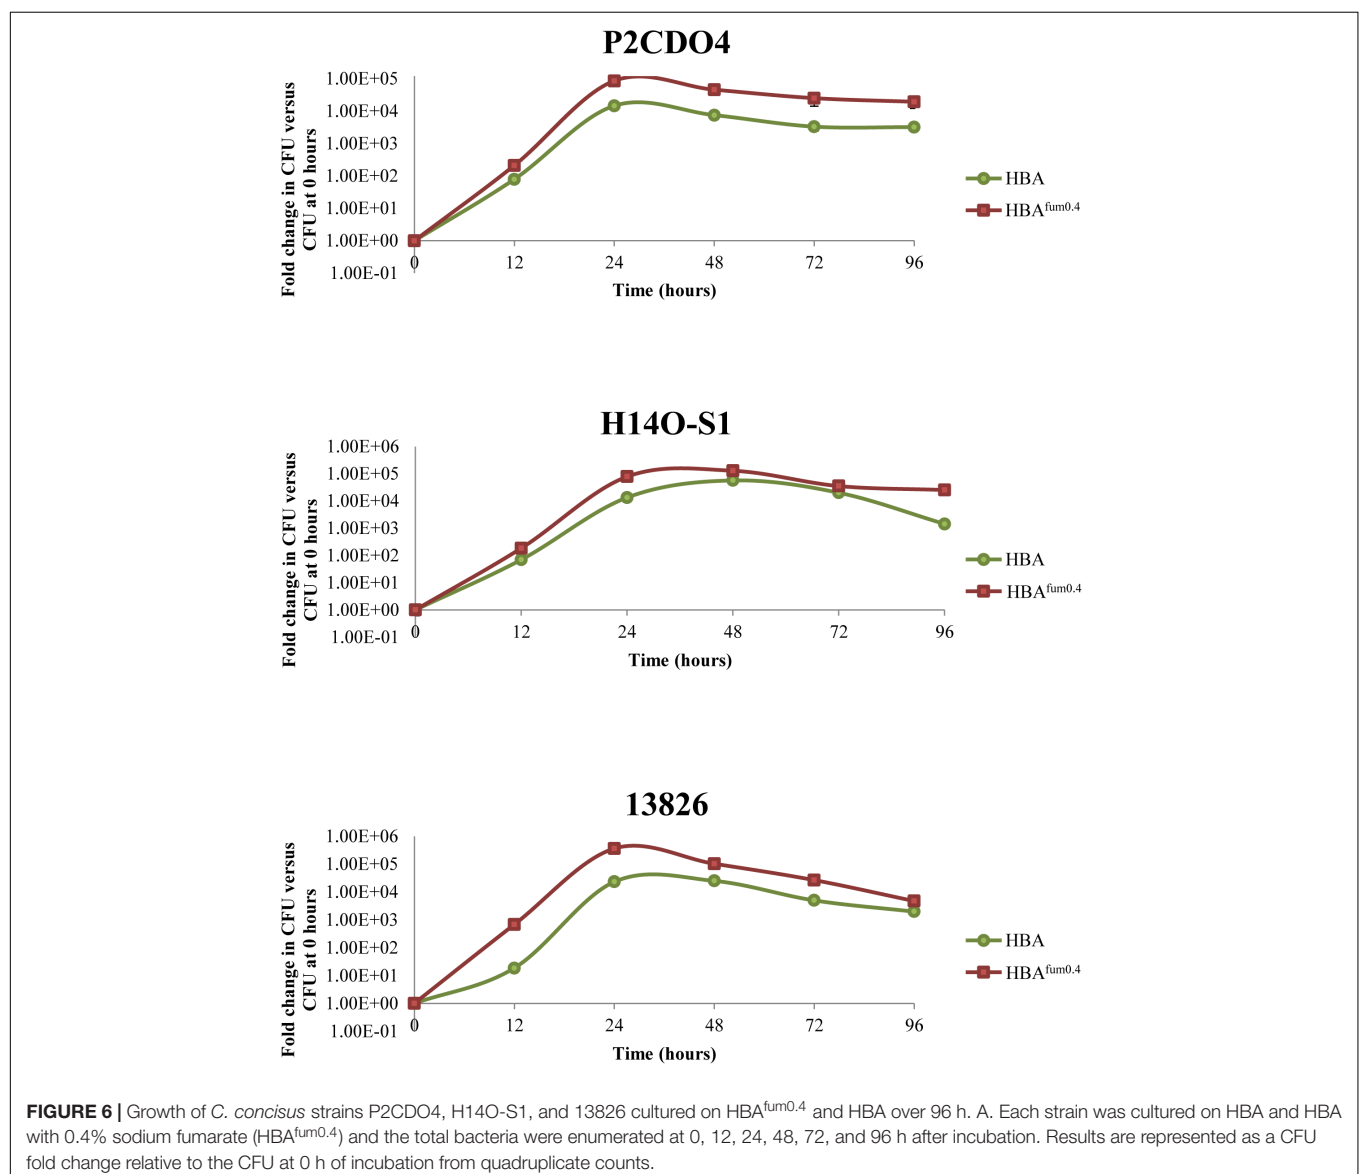 P2CDO4
Fold change in CFU versus
CFU at 0 hours
1.00E+05
1.00E+04
1.00E+03
1.00E+02
1.00E+01
1.00E+00
1.00E-01
0 12 24 48 72 96
Time (hours)
HBA
HBAfum0.4
H14O-S1
Fold change in CFU versus
CFU at 0 hours
1.00E+06
1.00E+05
1.00E+04
1.00E+03
1.00E+02
1.00E+01
1.00E+00
1.00E-01
0 12 24 48 72 96
Time (hours)
HBA
HBAfum0.4
13826
Fold change in CFU versus
CFU at 0 hours
1.00E+06
1.00E+05
1.00E+04
1.00E+03
1.00E+02
1.00E+01
1.00E+00
1.00E-01
0 12 24 48 72 96
Time (hours)
HBA
HBAfum0.4
FIGURE 6 | Growth of C. concisus strains P2CDO4, H14O-S1, and 13826 cultured on HBAfum0.4 and HBA over 96 h. A. Each strain was cultured on HBA and HBA
with 0.4% sodium fumarate (HBAfum0.4) and the total bacteria were enumerated at 0, 12, 24, 48, 72, and 96 h after incubation. Results are represented as a CFU
fold change relative to the CFU at 0 h of incubation from quadruplicate counts.